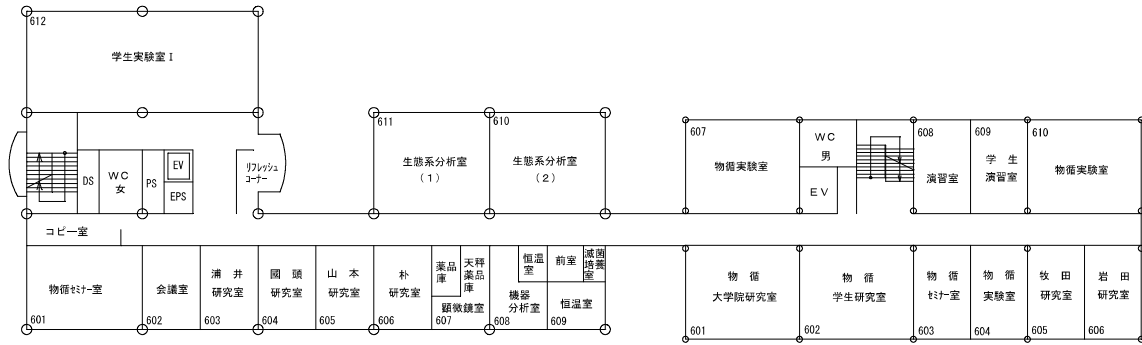 612
学生実験室Ⅰ
DS
WC
女
PS
EV
EPS
リフレッシュ
コーナー
611
生態系分析室
(1)
610
生態系分析室
(2)
607
物循実験室
WC
男
EV
608
演習室
609
学生
演習室
610
物循実験室
コピー室
物循ｾﾐﾅｰ室
601
会議室
602
浦井
研究室
603
國頭
研究室
604
山本
研究室
605
朴
研究室
606
薬品
庫
天秤
薬品
庫
顕微鏡室
607
恒温
室
機器
分析室
608
前室
滅菌
培養
室
恒温室
609
物循
大学院研究室
601
物循
学生研究室
602
物循
ｾﾐﾅｰ室
603
物循
実験室
604
牧田
研究室
605
岩田
研究室
606